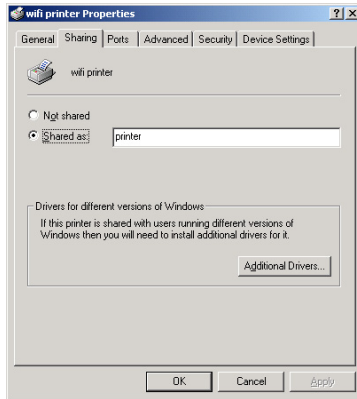 wifi printer Properties
General Sharing Ports Advanced Security Device Settings
wifi printer
Not shared
Shared as: printer
Drivers for different versions of Windows
If this printer is shared with users running different versions of
Windows then you will need to install additional drivers for it.
Additional Drivers...
OK Cancel Apply